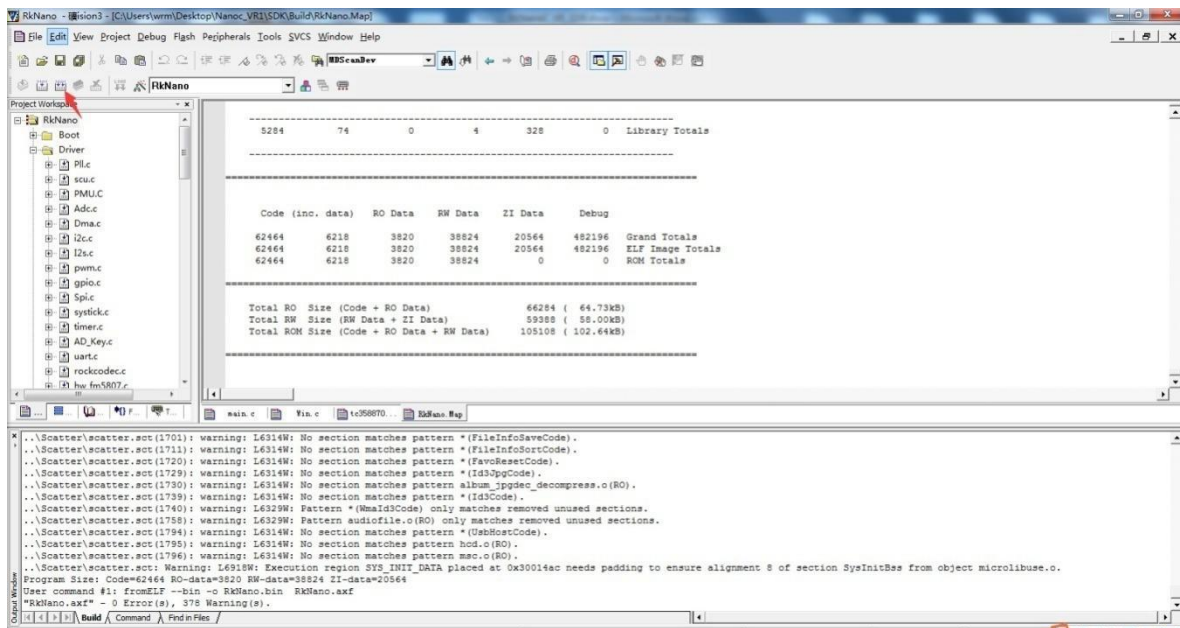 RkNano - 礦ision3 - [C:\Users\wrm\Desktop\Nanoc_VR1\SDK\Build\RkNano.Map]
File Edit View Project Debug Flash Peripherals Tools SVCS Window Help
MDScanDev
RkNano
Project Workspace
RkNano
Boot
Driver
Pll.c
scu.c
PMU.C
Adc.c
Dma.c
i2c.c
I2s.c
pwm.c
gpio.c
Spi.c
systick.c
timer.c
AD_Key.c
uart.c
rockcodec.c
hw_fm5807.c
5284 74 0 4 328 0 Library Totals
Code (inc. data) RO Data RW Data ZI Data Debug
62464 6218 3820 38824 20564 482196 Grand Totals
62464 6218 3820 38824 20564 482196 ELF Image Totals
62464 6218 3820 38824 0 0 ROM Totals
Total RO Size (Code + RO Data) 66284 ( 64.73kB)
Total RW Size (RW Data + ZI Data) 59388 ( 58.00kB)
Total ROM Size (Code + RO Data + RW Data) 105108 ( 102.64kB)
main.c Win.c tc358870... RkNano.Map
..\Scatter\scatter.sct(1701): warning: L6314W: No section matches pattern *(FileInfoSaveCode).
..\Scatter\scatter.sct(1711): warning: L6314W: No section matches pattern *(FileInfoSortCode).
..\Scatter\scatter.sct(1720): warning: L6314W: No section matches pattern *(FavoResetCode).
..\Scatter\scatter.sct(1729): warning: L6314W: No section matches pattern *(Id3JpgCode).
..\Scatter\scatter.sct(1730): warning: L6314W: No section matches pattern album_jpgdec_decompress.o(RO).
..\Scatter\scatter.sct(1739): warning: L6314W: No section matches pattern *(Id3Code).
..\Scatter\scatter.sct(1740): warning: L6329W: Pattern *(WmaId3Code) only matches removed unused sections.
..\Scatter\scatter.sct(1758): warning: L6329W: Pattern audiofile.o(RO) only matches removed unused sections.
..\Scatter\scatter.sct(1794): warning: L6314W: No section matches pattern *(UsbHostCode).
..\Scatter\scatter.sct(1795): warning: L6314W: No section matches pattern hcd.o(RO).
..\Scatter\scatter.sct(1796): warning: L6314W: No section matches pattern msc.o(RO).
..\Scatter\scatter.sct: Warning: L6918W: Execution region SYS_INIT_DATA placed at 0x030014ac needs padding to ensure alignment 8 of section SysInitBss from object microlibuse.o.
Program Size: Code=62464 RO-data=3820 RW-data=38824 ZI-data=20564
User command #1: fromELF --bin -o RkNano.bin RkNano.axf
"RkNano.axf" - 0 Error(s), 378 Warning(s).
Output Window
Build Command Find in Files